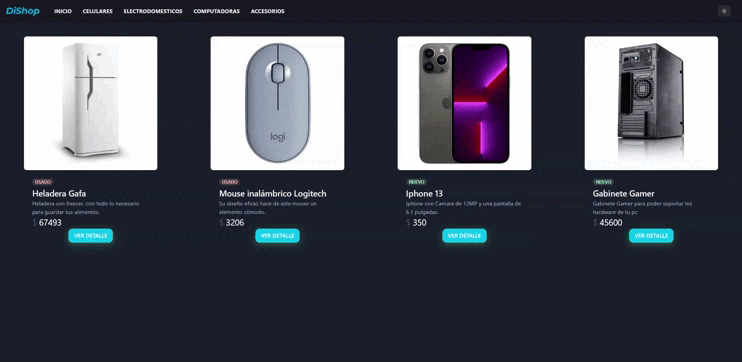 DiShop INICIO CELULARES ELECTRODOMESTICOS COMPUTADORAS ACCESORIOS
logi
USADO
Heladera Gafa
Heladera con freezer, con todo lo necesario
para guardar tus alimentos.
$ 67493
VER DETALLE
USADO
Mouse inalámbrico Logitech
Su diseño eficaz hace de este mouse un
elemento cómodo.
$ 3206
VER DETALLE
NUEVO
Iphone 13
Iphone con Camara de 12MP y una pantalla de
6.1 pulgadas.
$ 350
VER DETALLE
NUEVO
Gabinete Gamer
Gabinete Gamer para poder soportar los
hardware de tu pc
$ 45600
VER DETALLE